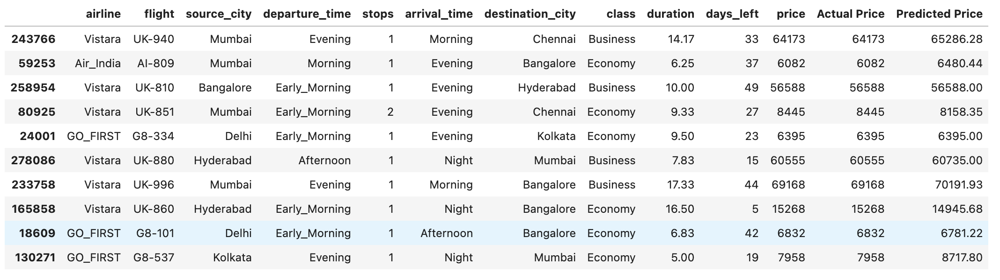 airline flight source_city departure_time stops arrival_time destination_city class duration days_left price Actual Price Predicted Price
243766 Vistara UK-940 Mumbai Evening 1 Morning Chennai Business 14.17 33 64173 64173 65286.28
59253 Air_India AI-809 Mumbai Morning 1 Evening Bangalore Economy 6.25 37 6082 6082 6480.44
258954 Vistara UK-810 Bangalore Early_Morning 1 Evening Hyderabad Business 10.00 49 56588 56588 56588.00
80925 Vistara UK-851 Mumbai Early_Morning 2 Evening Chennai Economy 9.33 27 8445 8445 8158.35
24001 GO_FIRST G8-334 Delhi Early_Morning 1 Evening Kolkata Economy 9.50 23 6395 6395 6395.00
278086 Vistara UK-880 Hyderabad Afternoon 1 Night Mumbai Business 7.83 15 60555 60555 60735.00
233758 Vistara UK-996 Mumbai Evening 1 Morning Bangalore Business 17.33 44 69168 69168 70191.93
165858 Vistara UK-860 Hyderabad Early_Morning 1 Night Bangalore Economy 16.50 5 15268 15268 14945.68
18609 GO_FIRST G8-101 Delhi Early_Morning 1 Afternoon Bangalore Economy 6.83 42 6832 6832 6781.22
130271 GO_FIRST G8-537 Kolkata Evening 1 Night Mumbai Economy 5.00 19 7958 7958 8717.80